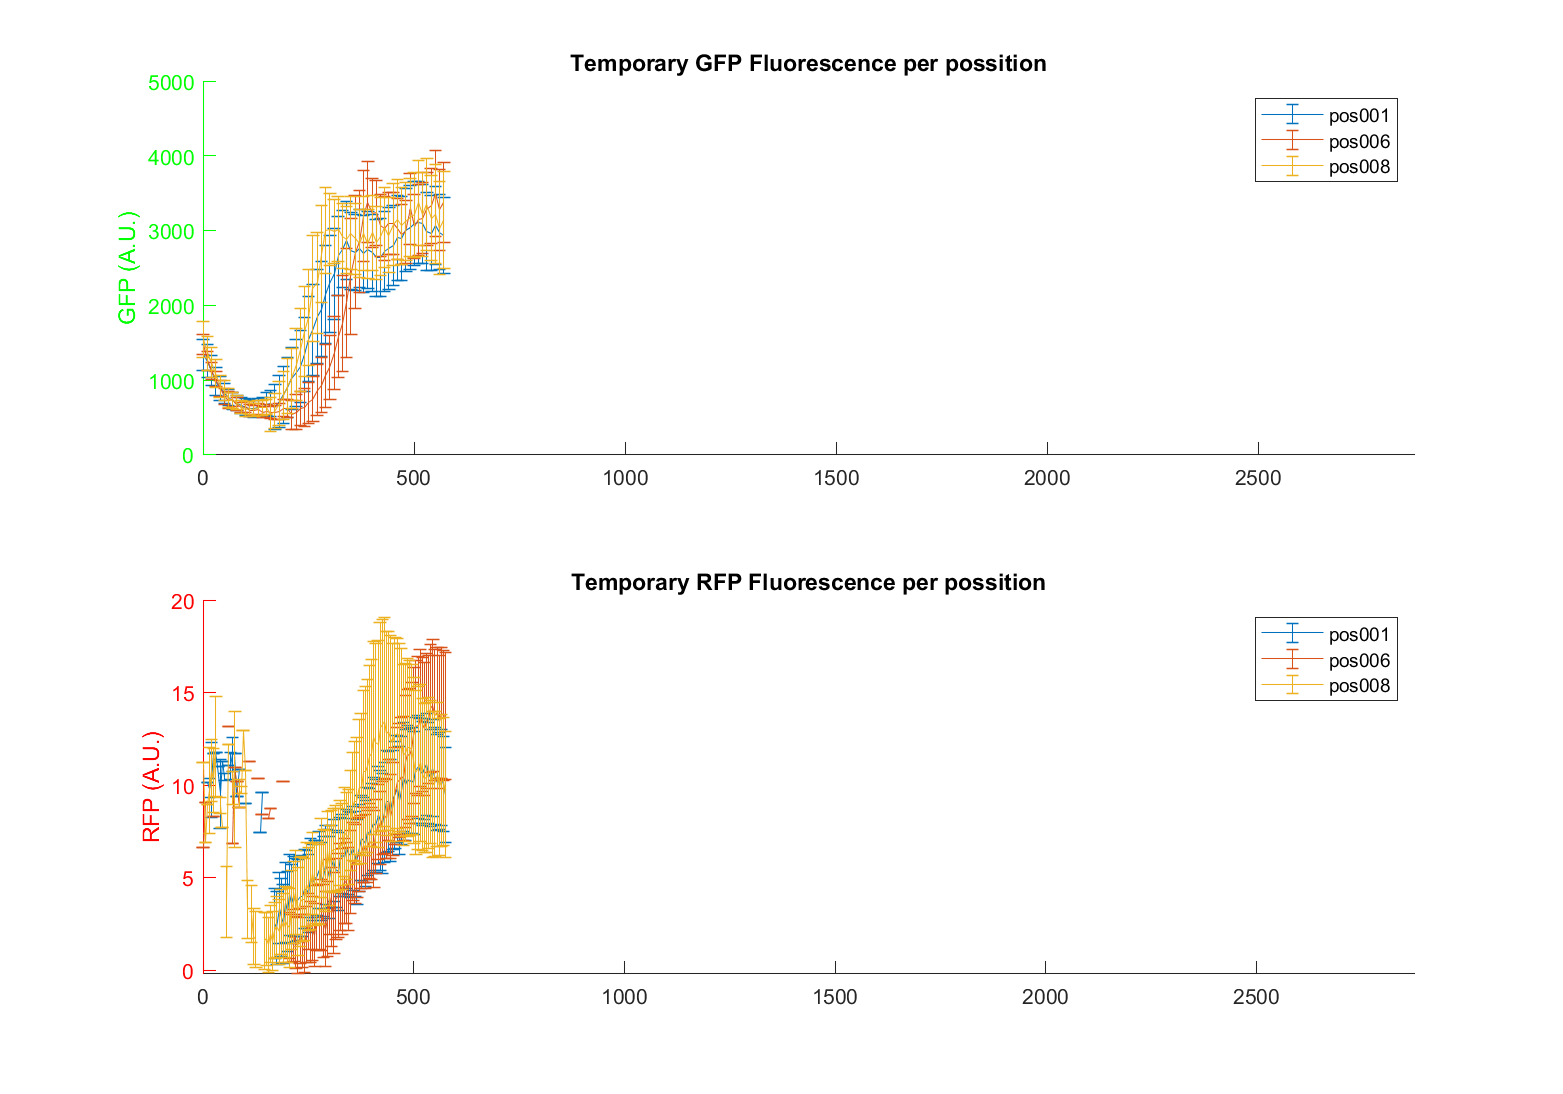 Temporary GFP Fluorescence per possition
5000
4000
3000
2000
1000
0
GFP (A.U.)
0 500 1000 1500 2000 2500
pos001
pos006
pos008
Temporary RFP Fluorescence per possition
20
15
10
5
0
RFP (A.U.)
0 500 1000 1500 2000 2500
pos001
pos006
pos008